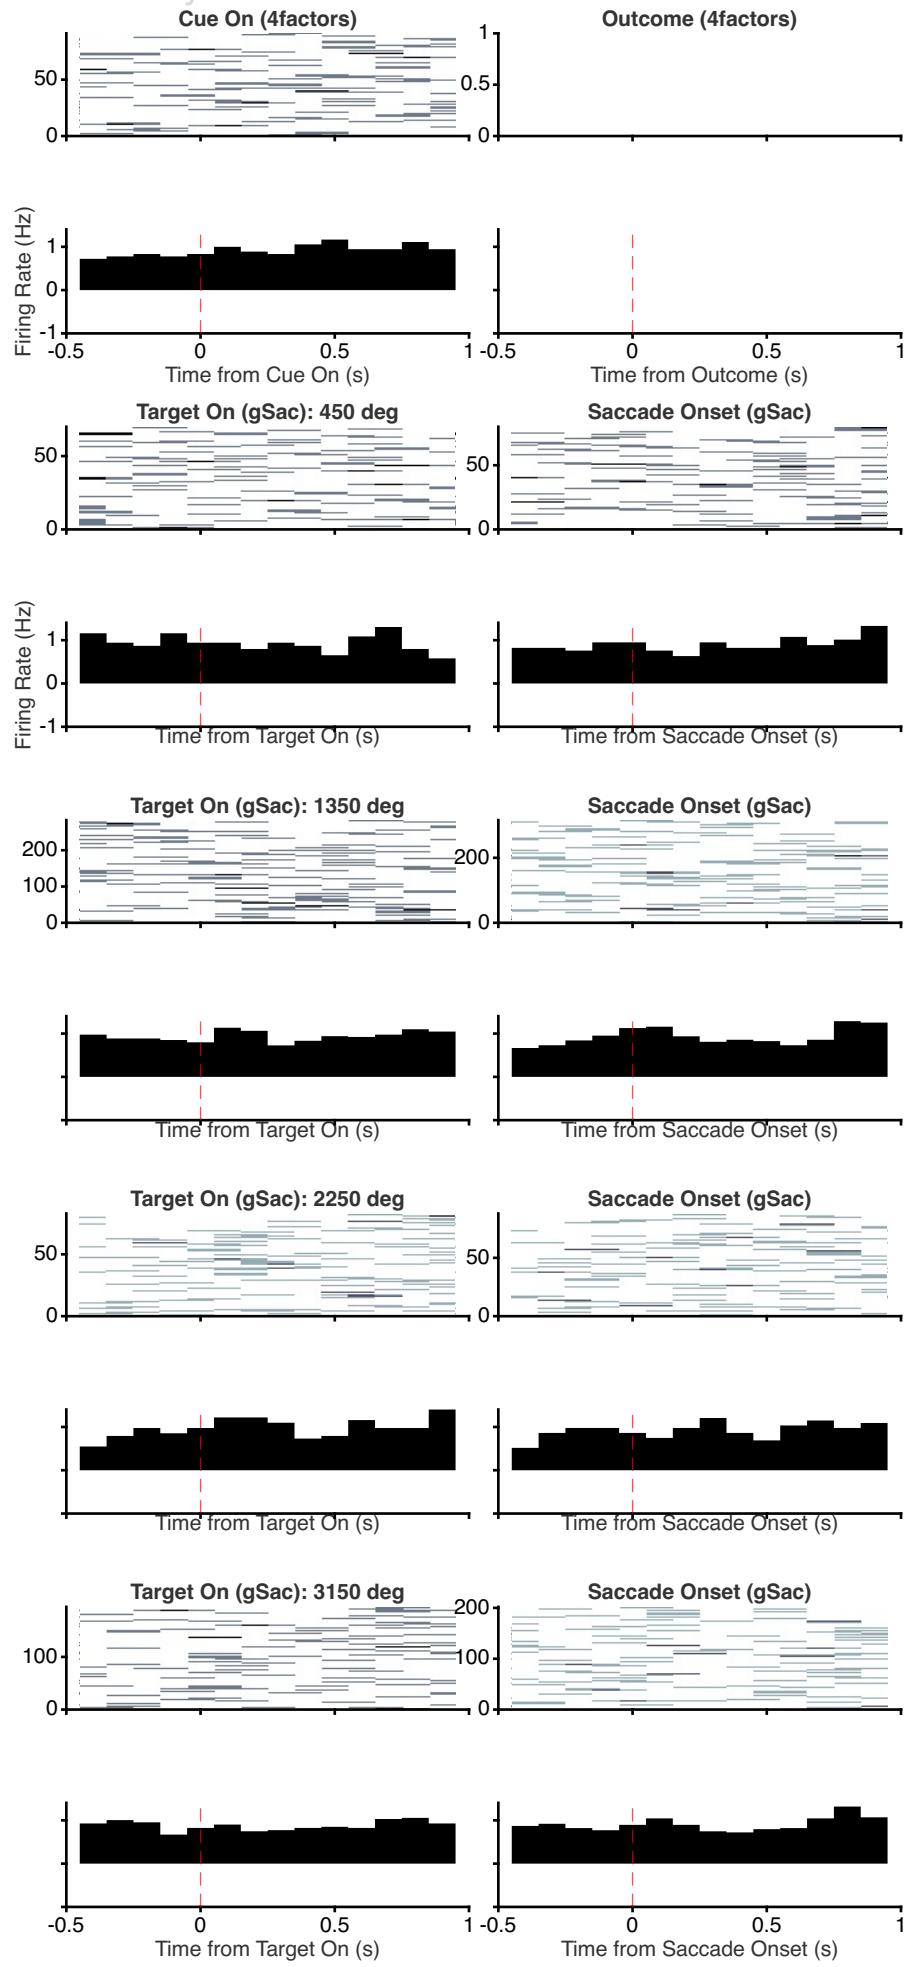 Cue On (4factors)
Outcome (4factors)
50
0
1
0.5
0
Firing Rate (Hz)
1
0
-1
-0.5 0 0.5 1
-0.5 0 0.5 1
Time from Cue On (s)
Time from Outcome (s)
Target On (gSac): 450 deg
Saccade Onset (gSac)
50
0
50
0
Firing Rate (Hz)
1
0
-1
Time from Target On (s)
Time from Saccade Onset (s)
Target On (gSac): 1350 deg
Saccade Onset (gSac)
200
100
0
200
0
Time from Target On (s)
Time from Saccade Onset (s)
Target On (gSac): 2250 deg
Saccade Onset (gSac)
50
0
50
0
Time from Target On (s)
Time from Saccade Onset (s)
Target On (gSac): 3150 deg
Saccade Onset (gSac)
100
0
200
100
0
-0.5 0 0.5 1
-0.5 0 0.5 1
Time from Target On (s)
Time from Saccade Onset (s)